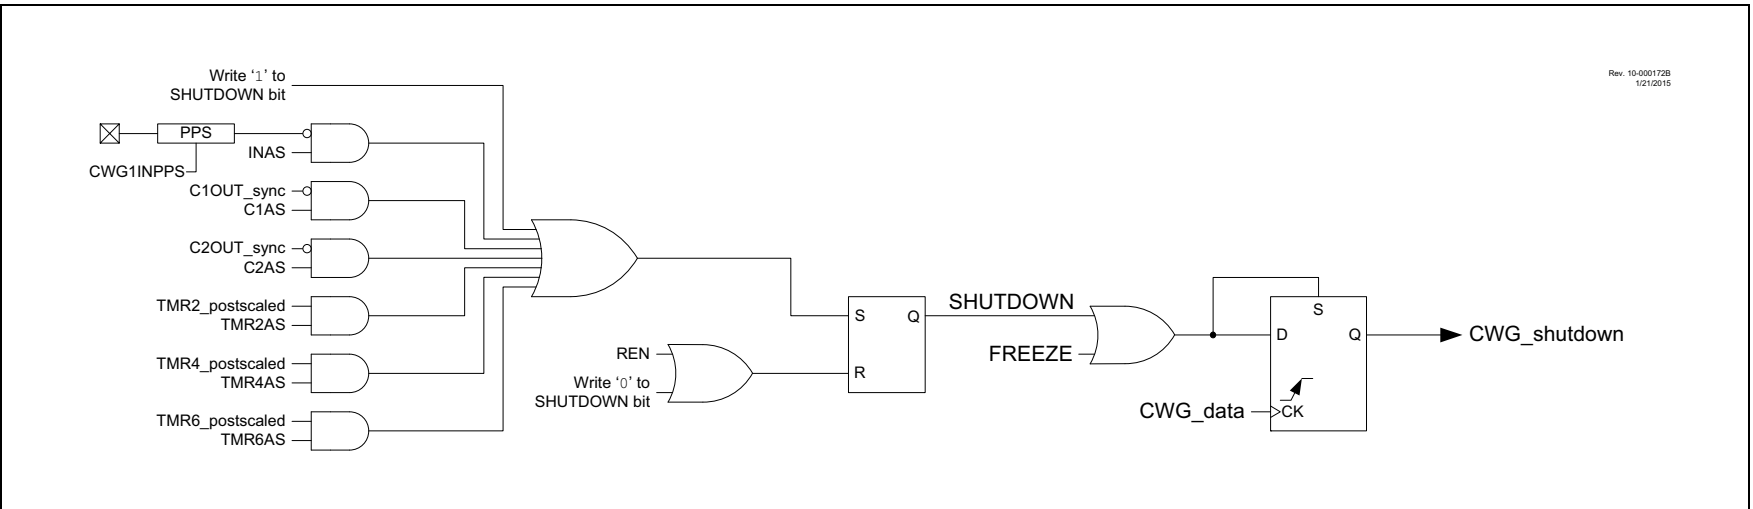 Write ‘1’ to
SHUTDOWN bit
Rev. 10-000172B
1/21/2015
PPS
INAS
CWG1INPPS
C1OUT_sync
C1AS
C2OUT_sync
C2AS
TMR2_postscaled
TMR2AS
TMR4_postscaled
TMR4AS
TMR6_postscaled
TMR6AS
REN
Write ‘0’ to
SHUTDOWN bit
S
Q
R
SHUTDOWN
FREEZE
S
D
Q
CWG_data
CK
CWG_shutdown